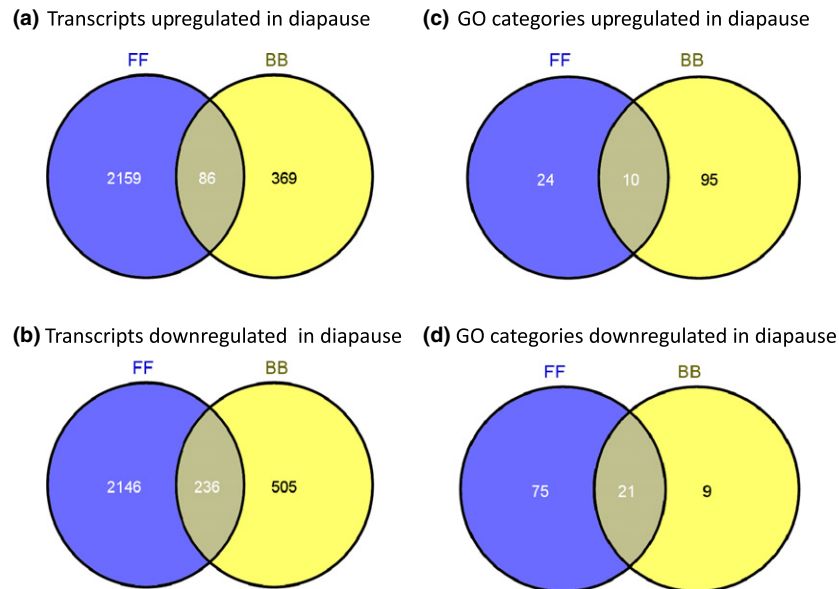 (a) Transcripts upregulated in diapause
FF BB
2159 86 369
(c) GO categories upregulated in diapause
FF BB
24 10 95
(b) Transcripts downregulated in diapause
FF BB
2146 236 505
(d) GO categories downregulated in diapause
FF BB
75 21 9